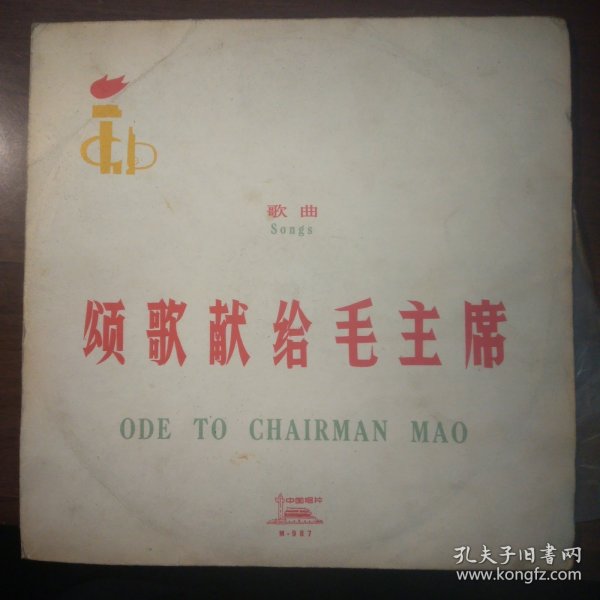 歌曲
Songs
颂歌献给毛主席
ODE TO CHAIRMAN MAO
中国唱片
M-987
孔夫子旧书网
www.kongfz.com